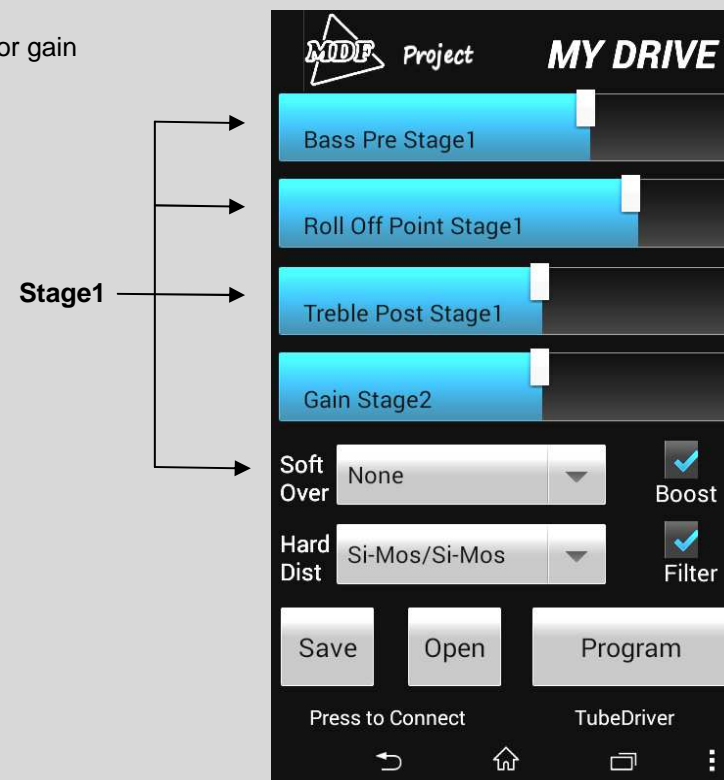 or gain
MDF Project MY DRIVE
Bass Pre Stage1
Roll Off Point Stage1
Stage1
Treble Post Stage1
Gain Stage2
Soft Over
None
Boost
Hard Dist
Si-Mos/Si-Mos
Filter
Save Open Program
Press to Connect TubeDriver